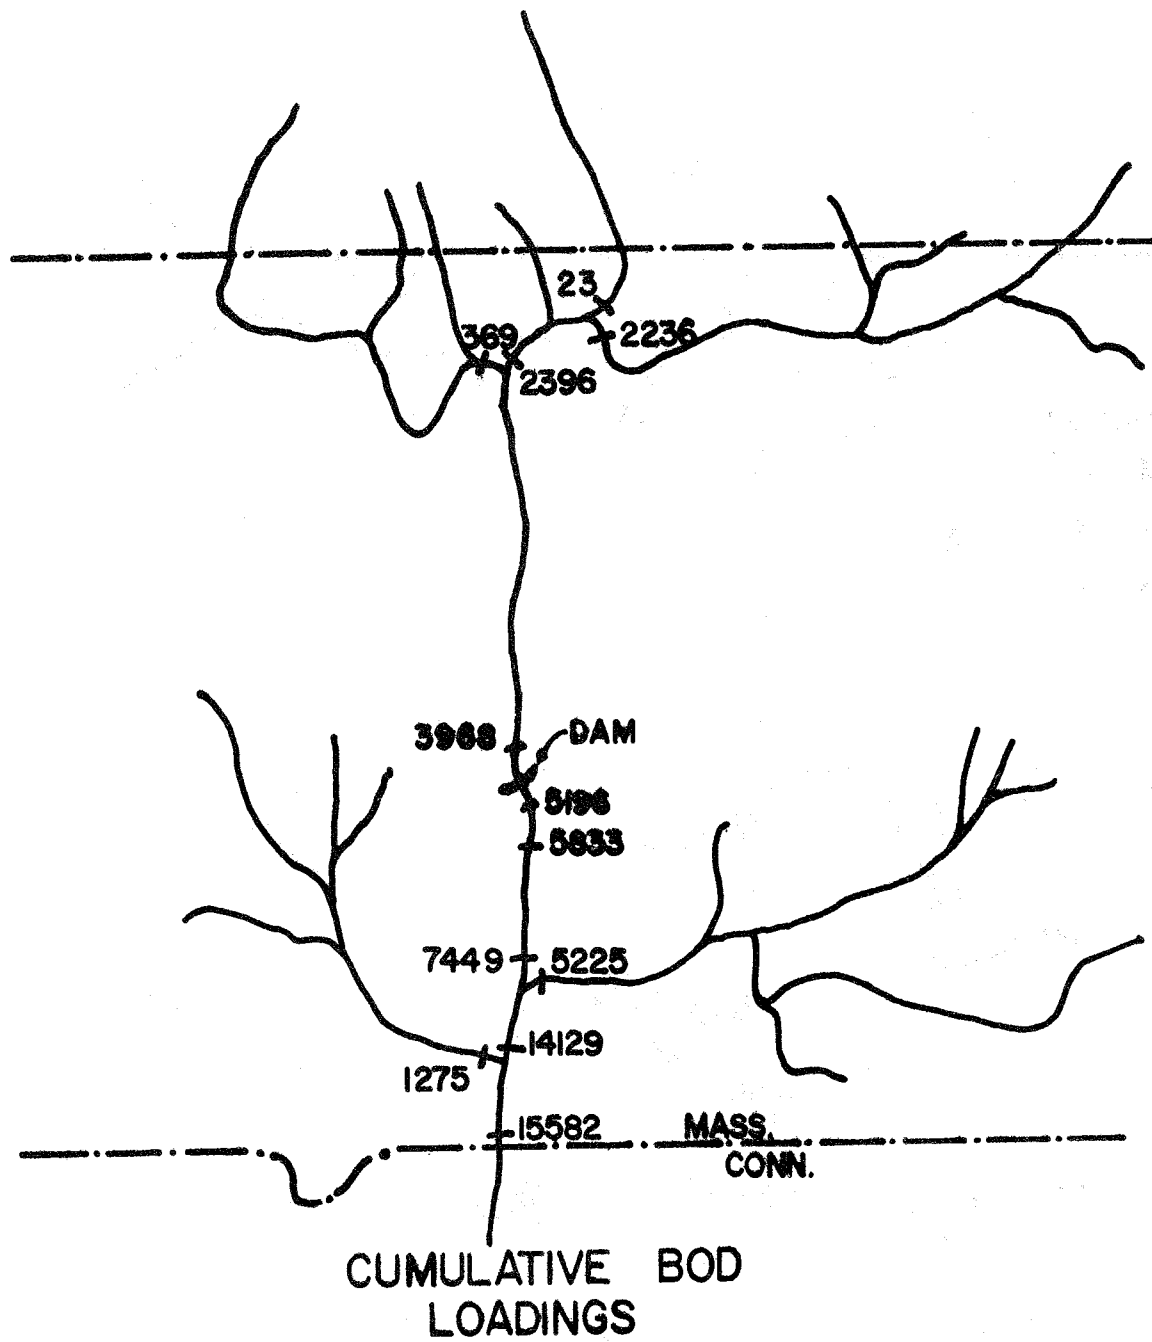 23
2236
369
2396
3968
DAM
5196
5833
7449
5225
14129
1275
15582
MASS.
CONN.
CUMULATIVE BOD
LOADINGS